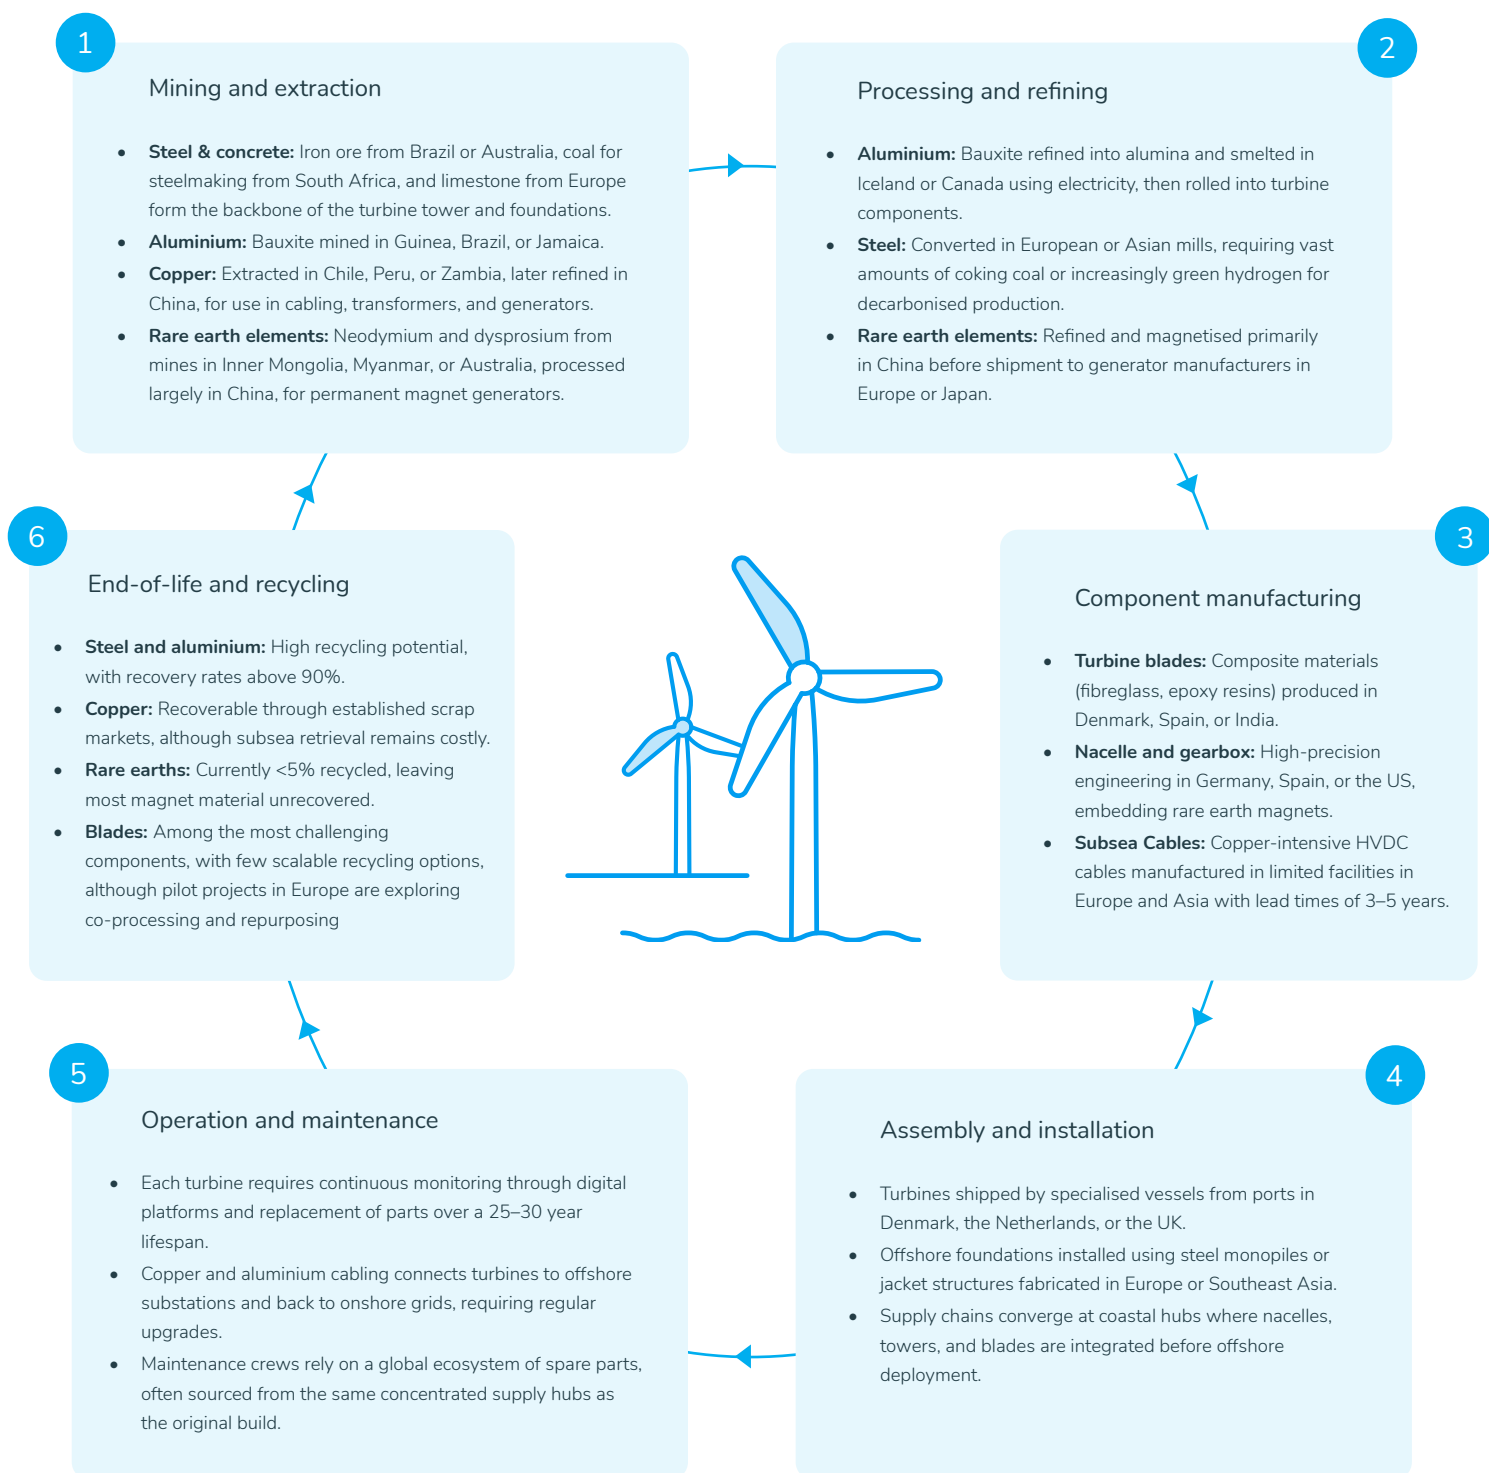 1
Mining and extraction
• Steel & concrete: Iron ore from Brazil or Australia, coal for
steelmaking from South Africa, and limestone from Europe
form the backbone of the turbine tower and foundations.
• Aluminium: Bauxite mined in Guinea, Brazil, or Jamaica.
• Copper: Extracted in Chile, Peru, or Zambia, later refined in
China, for use in cabling, transformers, and generators.
• Rare earth elements: Neodymium and dysprosium from
mines in Inner Mongolia, Myanmar, or Australia, processed
largely in China, for permanent magnet generators.
2
Processing and refining
• Aluminium: Bauxite refined into alumina and smelted in
Iceland or Canada using electricity, then rolled into turbine
components.
• Steel: Converted in European or Asian mills, requiring vast
amounts of coking coal or increasingly green hydrogen for
decarbonised production.
• Rare earth elements: Refined and magnetised primarily
in China before shipment to generator manufacturers in
Europe or Japan.
3
Component manufacturing
• Turbine blades: Composite materials
(fibreglass, epoxy resins) produced in
Denmark, Spain, or India.
• Nacelle and gearbox: High-precision
engineering in Germany, Spain, or the US,
embedding rare earth magnets.
• Subsea Cables: Copper-intensive HVDC
cables manufactured in limited facilities in
Europe and Asia with lead times of 3–5 years.
4
Assembly and installation
• Turbines shipped by specialised vessels from ports in
Denmark, the Netherlands, or the UK.
• Offshore foundations installed using steel monopiles or
jacket structures fabricated in Europe or Southeast Asia.
• Supply chains converge at coastal hubs where nacelles,
towers, and blades are integrated before offshore
deployment.
5
Operation and maintenance
• Each turbine requires continuous monitoring through digital
platforms and replacement of parts over a 25–30 year
lifespan.
• Copper and aluminium cabling connects turbines to offshore
substations and back to onshore grids, requiring regular
upgrades.
• Maintenance crews rely on a global ecosystem of spare parts,
often sourced from the same concentrated supply hubs as
the original build.
6
End-of-life and recycling
• Steel and aluminium: High recycling potential,
with recovery rates above 90%.
• Copper: Recoverable through established scrap
markets, although subsea retrieval remains costly.
• Rare earths: Currently <5% recycled, leaving
most magnet material unrecovered.
• Blades: Among the most challenging
components, with few scalable recycling options,
although pilot projects in Europe are exploring
co-processing and repurposing